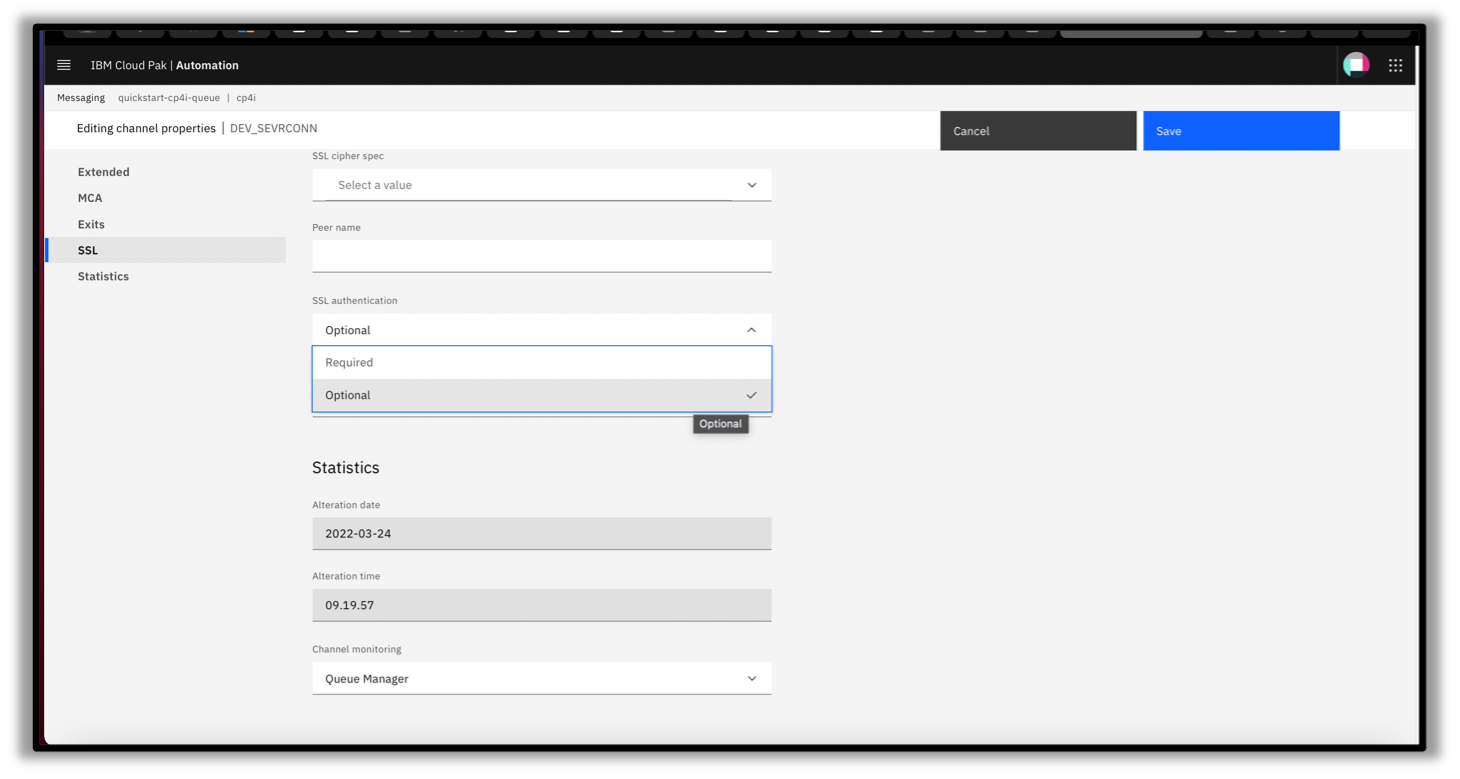 IBM Cloud Pak | Automation
Messaging quickstart-cp4i-queue | cp4i
Editing channel properties | DEV_SEVRCONN
Cancel
Save
Extended
MCA
Exits
SSL
Statistics
SSL cipher spec
Select a value
Peer name
SSL authentication
Optional
Required
Optional
Optional
Statistics
Alteration date
2022-03-24
Alteration time
09.19.57
Channel monitoring
Queue Manager